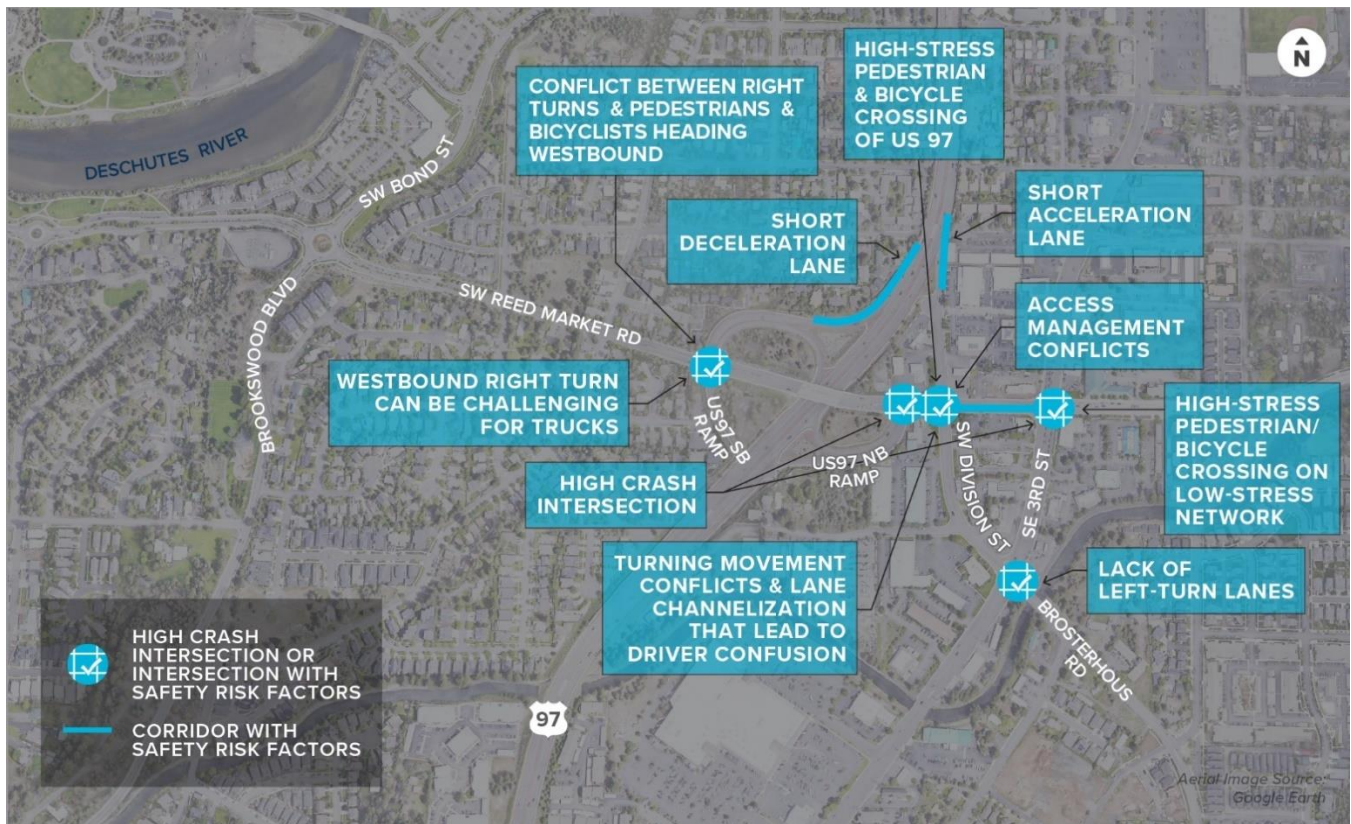 HIGH-STRESS
PEDESTRIAN
& BICYCLE
CROSSING
OF US 97
N
CONFLICT BETWEEN RIGHT
TURNS & PEDESTRIANS &
BICYCLISTS HEADING
WESTBOUND
DESCHUTES RIVER
SW BOND ST
SHORT
DECELERATION
LANE
SHORT
ACCELERATION
LANE
BROOKSWOOD BLVD
SW REED MARKET RD
ACCESS
MANAGEMENT
CONFLICTS
WESTBOUND RIGHT TURN
CAN BE CHALLENGING
FOR TRUCKS
US97 SB
RAMP
HIGH CRASH
INTERSECTION
US97 NB
RAMP
SW DIVISION ST
SE 3RD ST
HIGH-STRESS
PEDESTRIAN/
BICYCLE
CROSSING ON
LOW-STRESS
NETWORK
TURNING MOVEMENT
CONFLICTS & LANE
CHANNELIZATION
THAT LEAD TO
DRIVER CONFUSION
LACK OF
LEFT-TURN LANES
BROSTERHOUS
RD
97
HIGH CRASH
INTERSECTION OR
INTERSECTION WITH
SAFETY RISK FACTORS
CORRIDOR WITH
SAFETY RISK FACTORS
Aerial Image Source:
Google Earth